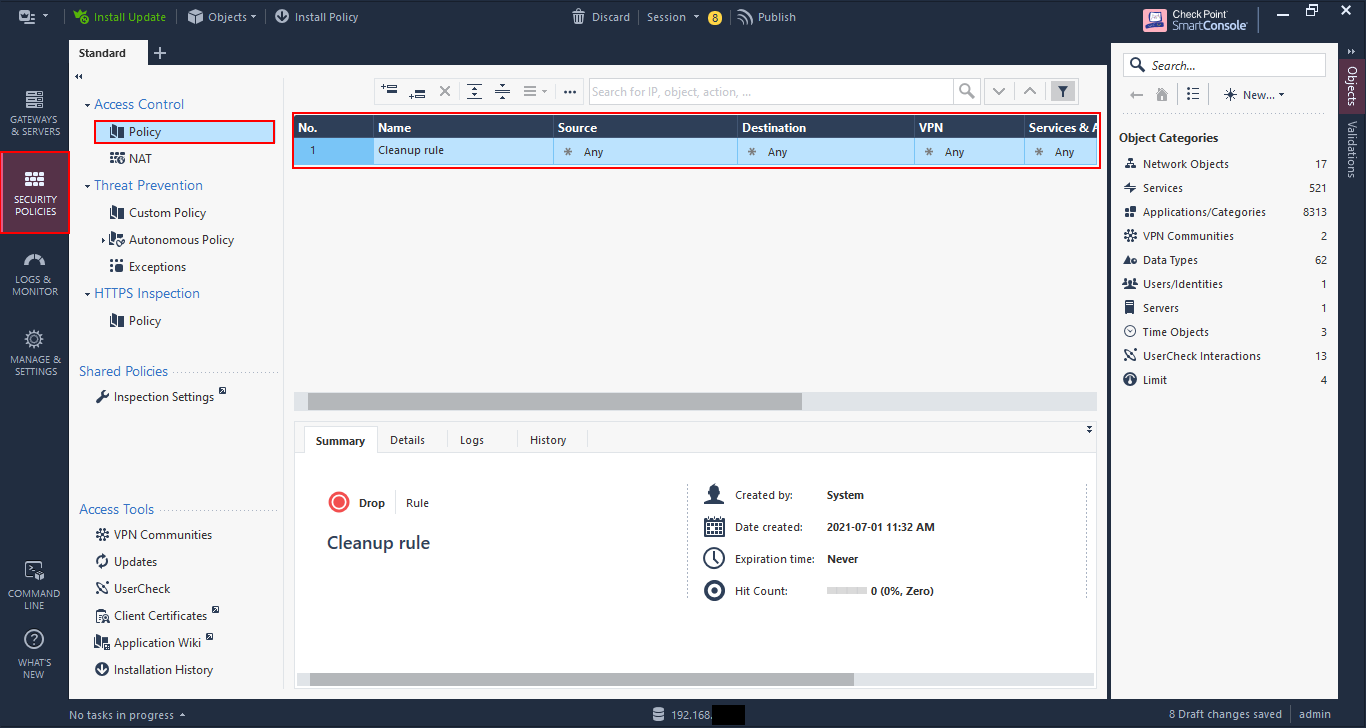 Install Update
Objects
Install Policy
Discard
Session
8
Publish
Check Point
SmartConsole
Standard
GATEWAYS
& SERVERS
SECURITY
POLICIES
LOGS &
MONITOR
MANAGE &
SETTINGS
COMMAND
LINE
WHAT'S
NEW
Access Control
Policy
NAT
Threat Prevention
Custom Policy
Autonomous Policy
Exceptions
HTTPS Inspection
Policy
Shared Policies
Inspection Settings
Access Tools
VPN Communities
Updates
UserCheck
Client Certificates
Application Wiki
Installation History
Search for IP, object, action, ...
No. Name Source Destination VPN Services & A
1 Cleanup rule * Any * Any * Any * Any
Summary Details Logs History
Drop Rule
Cleanup rule
Created by: System
Date created: 2021-07-01 11:32 AM
Expiration time: Never
Hit Count: 0 (0%, Zero)
Search...
New...
Object Categories
Network Objects 17
Services 521
Applications/Categories 8313
VPN Communities 2
Data Types 62
Users/Identities 1
Servers 1
Time Objects 3
UserCheck Interactions 13
Limit 4
Objects
Validations
No tasks in progress
192.168.
8 Draft changes saved
admin